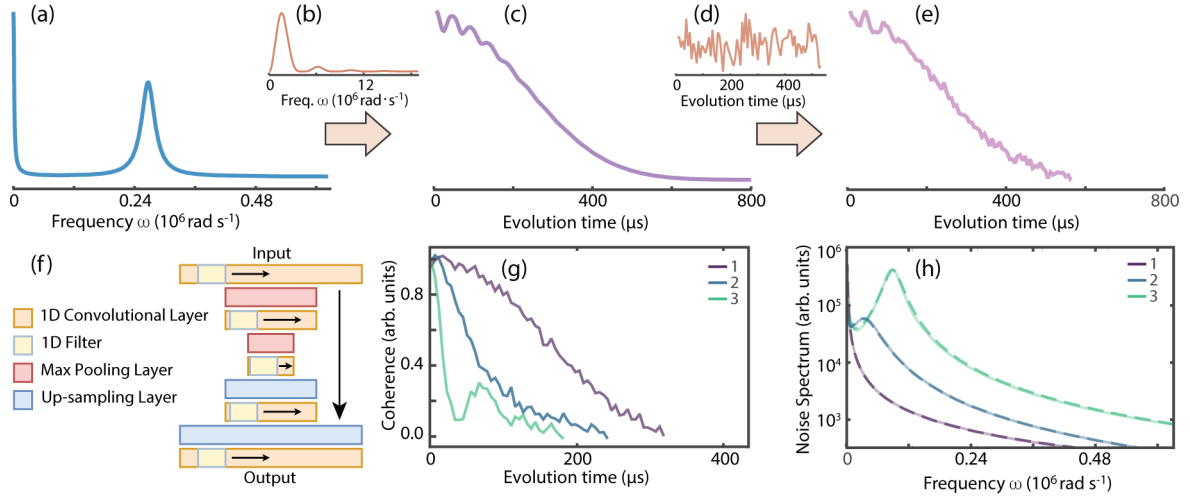 (a)
0
0.24
0.48
Frequency ω (10⁶ rad s⁻¹)
(b)
0
12
Freq. ω (10⁶ rad·s⁻¹)
(c)
0
400
800
Evolution time (μs)
(d)
200
400
Evolution time (μs)
(e)
0
200
400
800
Evolution time (μs)
(f)
Input
1D Convolutional Layer
1D Filter
Max Pooling Layer
Up-sampling Layer
Output
(g)
1
2
3
Coherence (arb. units)
0.8
0.4
0.0
0
200
400
Evolution time (μs)
(h)
1
2
3
Noise Spectrum (arb. units)
10⁶
10⁵
10⁴
10³
0
0.24
0.48
Frequency ω (10⁶ rad s⁻¹)